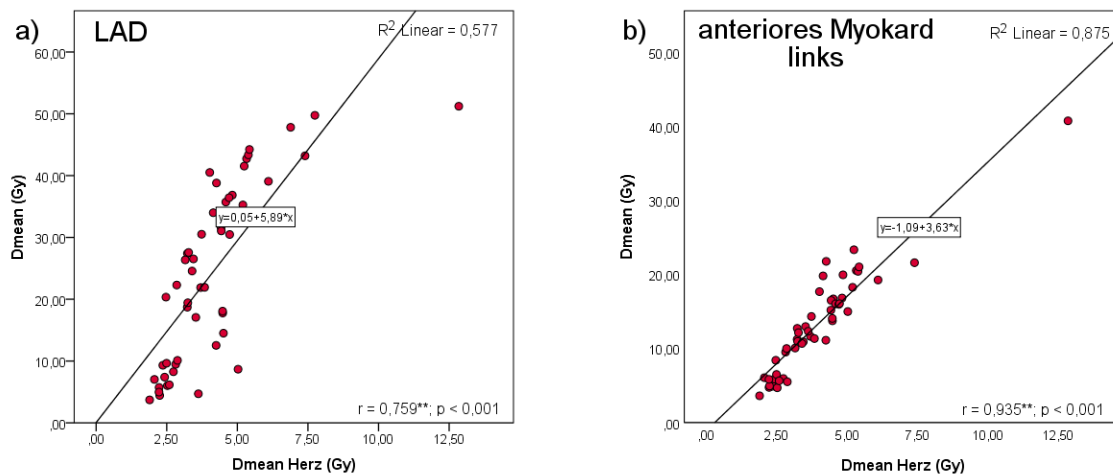 a) LAD
R² Linear = 0,577
60,00
50,00
40,00
30,00
20,00
10,00
,00
Dmean (Gy)
y=0,05+5,89*x
r = 0,759**; p < 0,001
,00 2,50 5,00 7,50 10,00 12,50
Dmean Herz (Gy)
b) anteriores Myokard
links
R² Linear = 0,875
50,00
40,00
30,00
20,00
10,00
,00
Dmean (Gy)
y=-1,09+3,63*x
r = 0,935**; p < 0,001
,00 2,50 5,00 7,50 10,00 12,50
Dmean Herz (Gy)